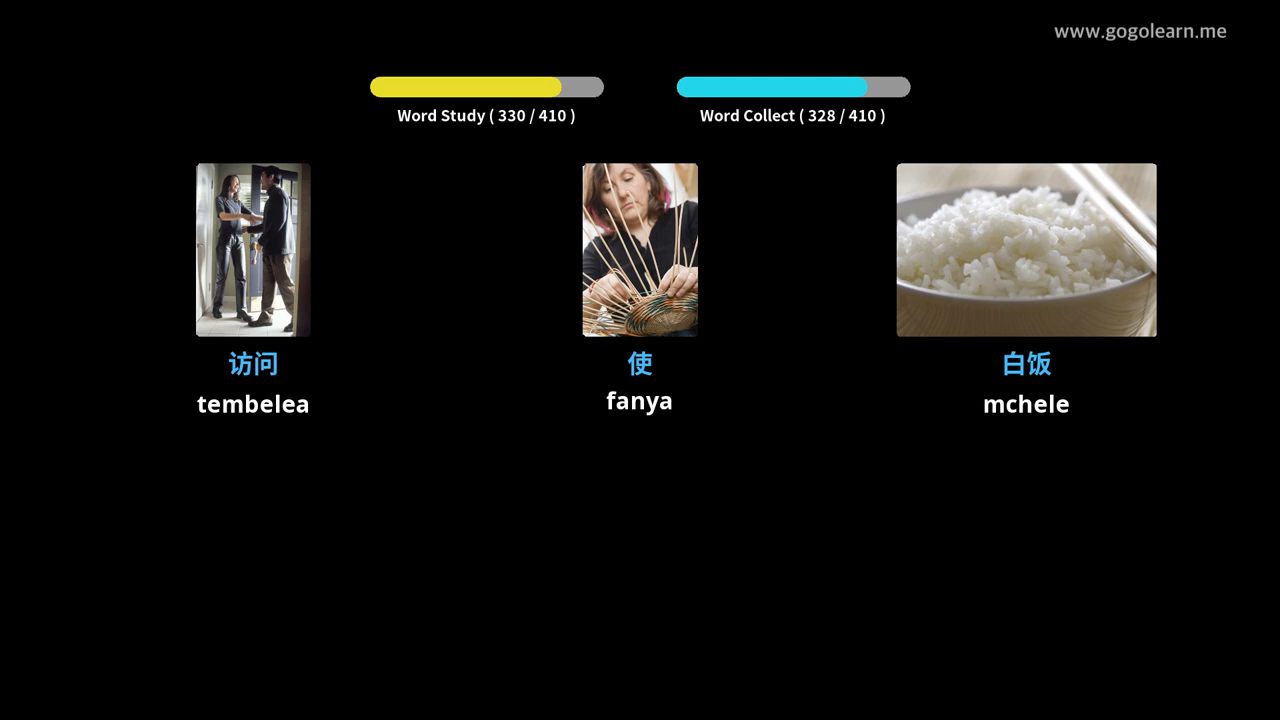 www.gogolearn.me
Word Study ( 330 / 410 )
Word Collect ( 328 / 410 )
访问
tembelea
使
fanya
白饭
mchele